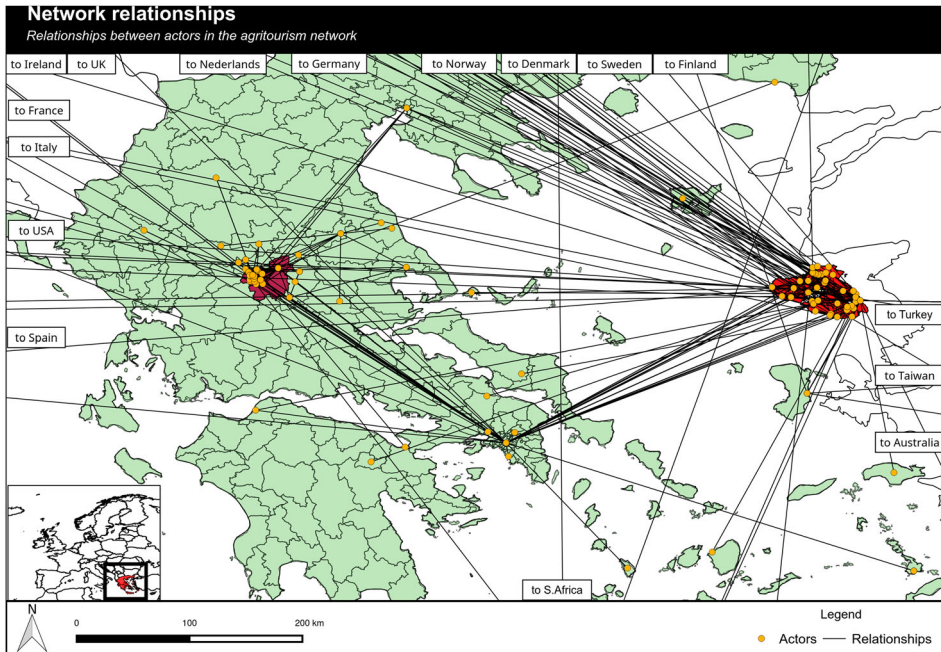 Network relationships
Relationships between actors in the agritourism network
to Ireland
to UK
to Nederlands
to Germany
to Norway
to Denmark
to Sweden
to Finland
to France
to Italy
to USA
to Spain
to Turkey
to Taiwan
to Australia
to S.Africa
N
0 100 200 km
Legend
Actors Relationships